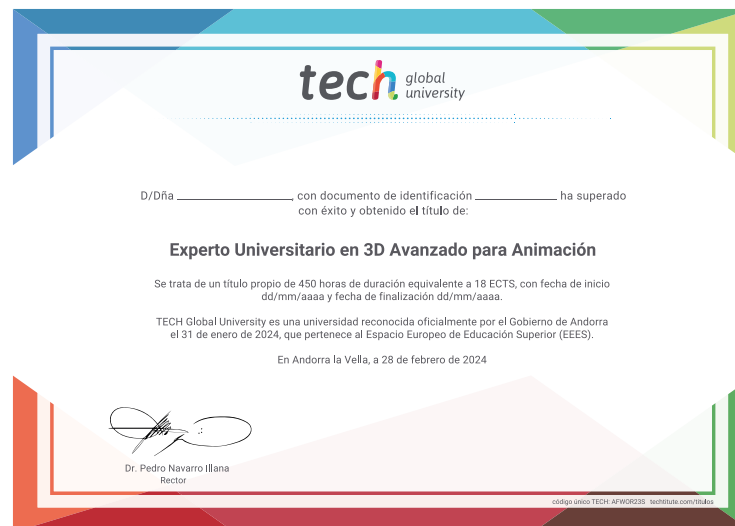 tech global
university
D/Dña ______________, con documento de identificación __________ ha superado
con éxito y obtenido el título de:
Experto Universitario en 3D Avanzado para Animación
Se trata de un título propio de 450 horas de duración equivalente a 18 ECTS, con fecha de inicio
dd/mm/aaaa y fecha de finalización dd/mm/aaaa.
TECH Global University es una universidad reconocida oficialmente por el Gobierno de Andorra
el 31 de enero de 2024, que pertenece al Espacio Europeo de Educación Superior (EEES).
En Andorra la Vella, a 28 de febrero de 2024
Dr. Pedro Navarro Illana
Rector
código único TECH: AFWOR23S techtitute.com/titulos